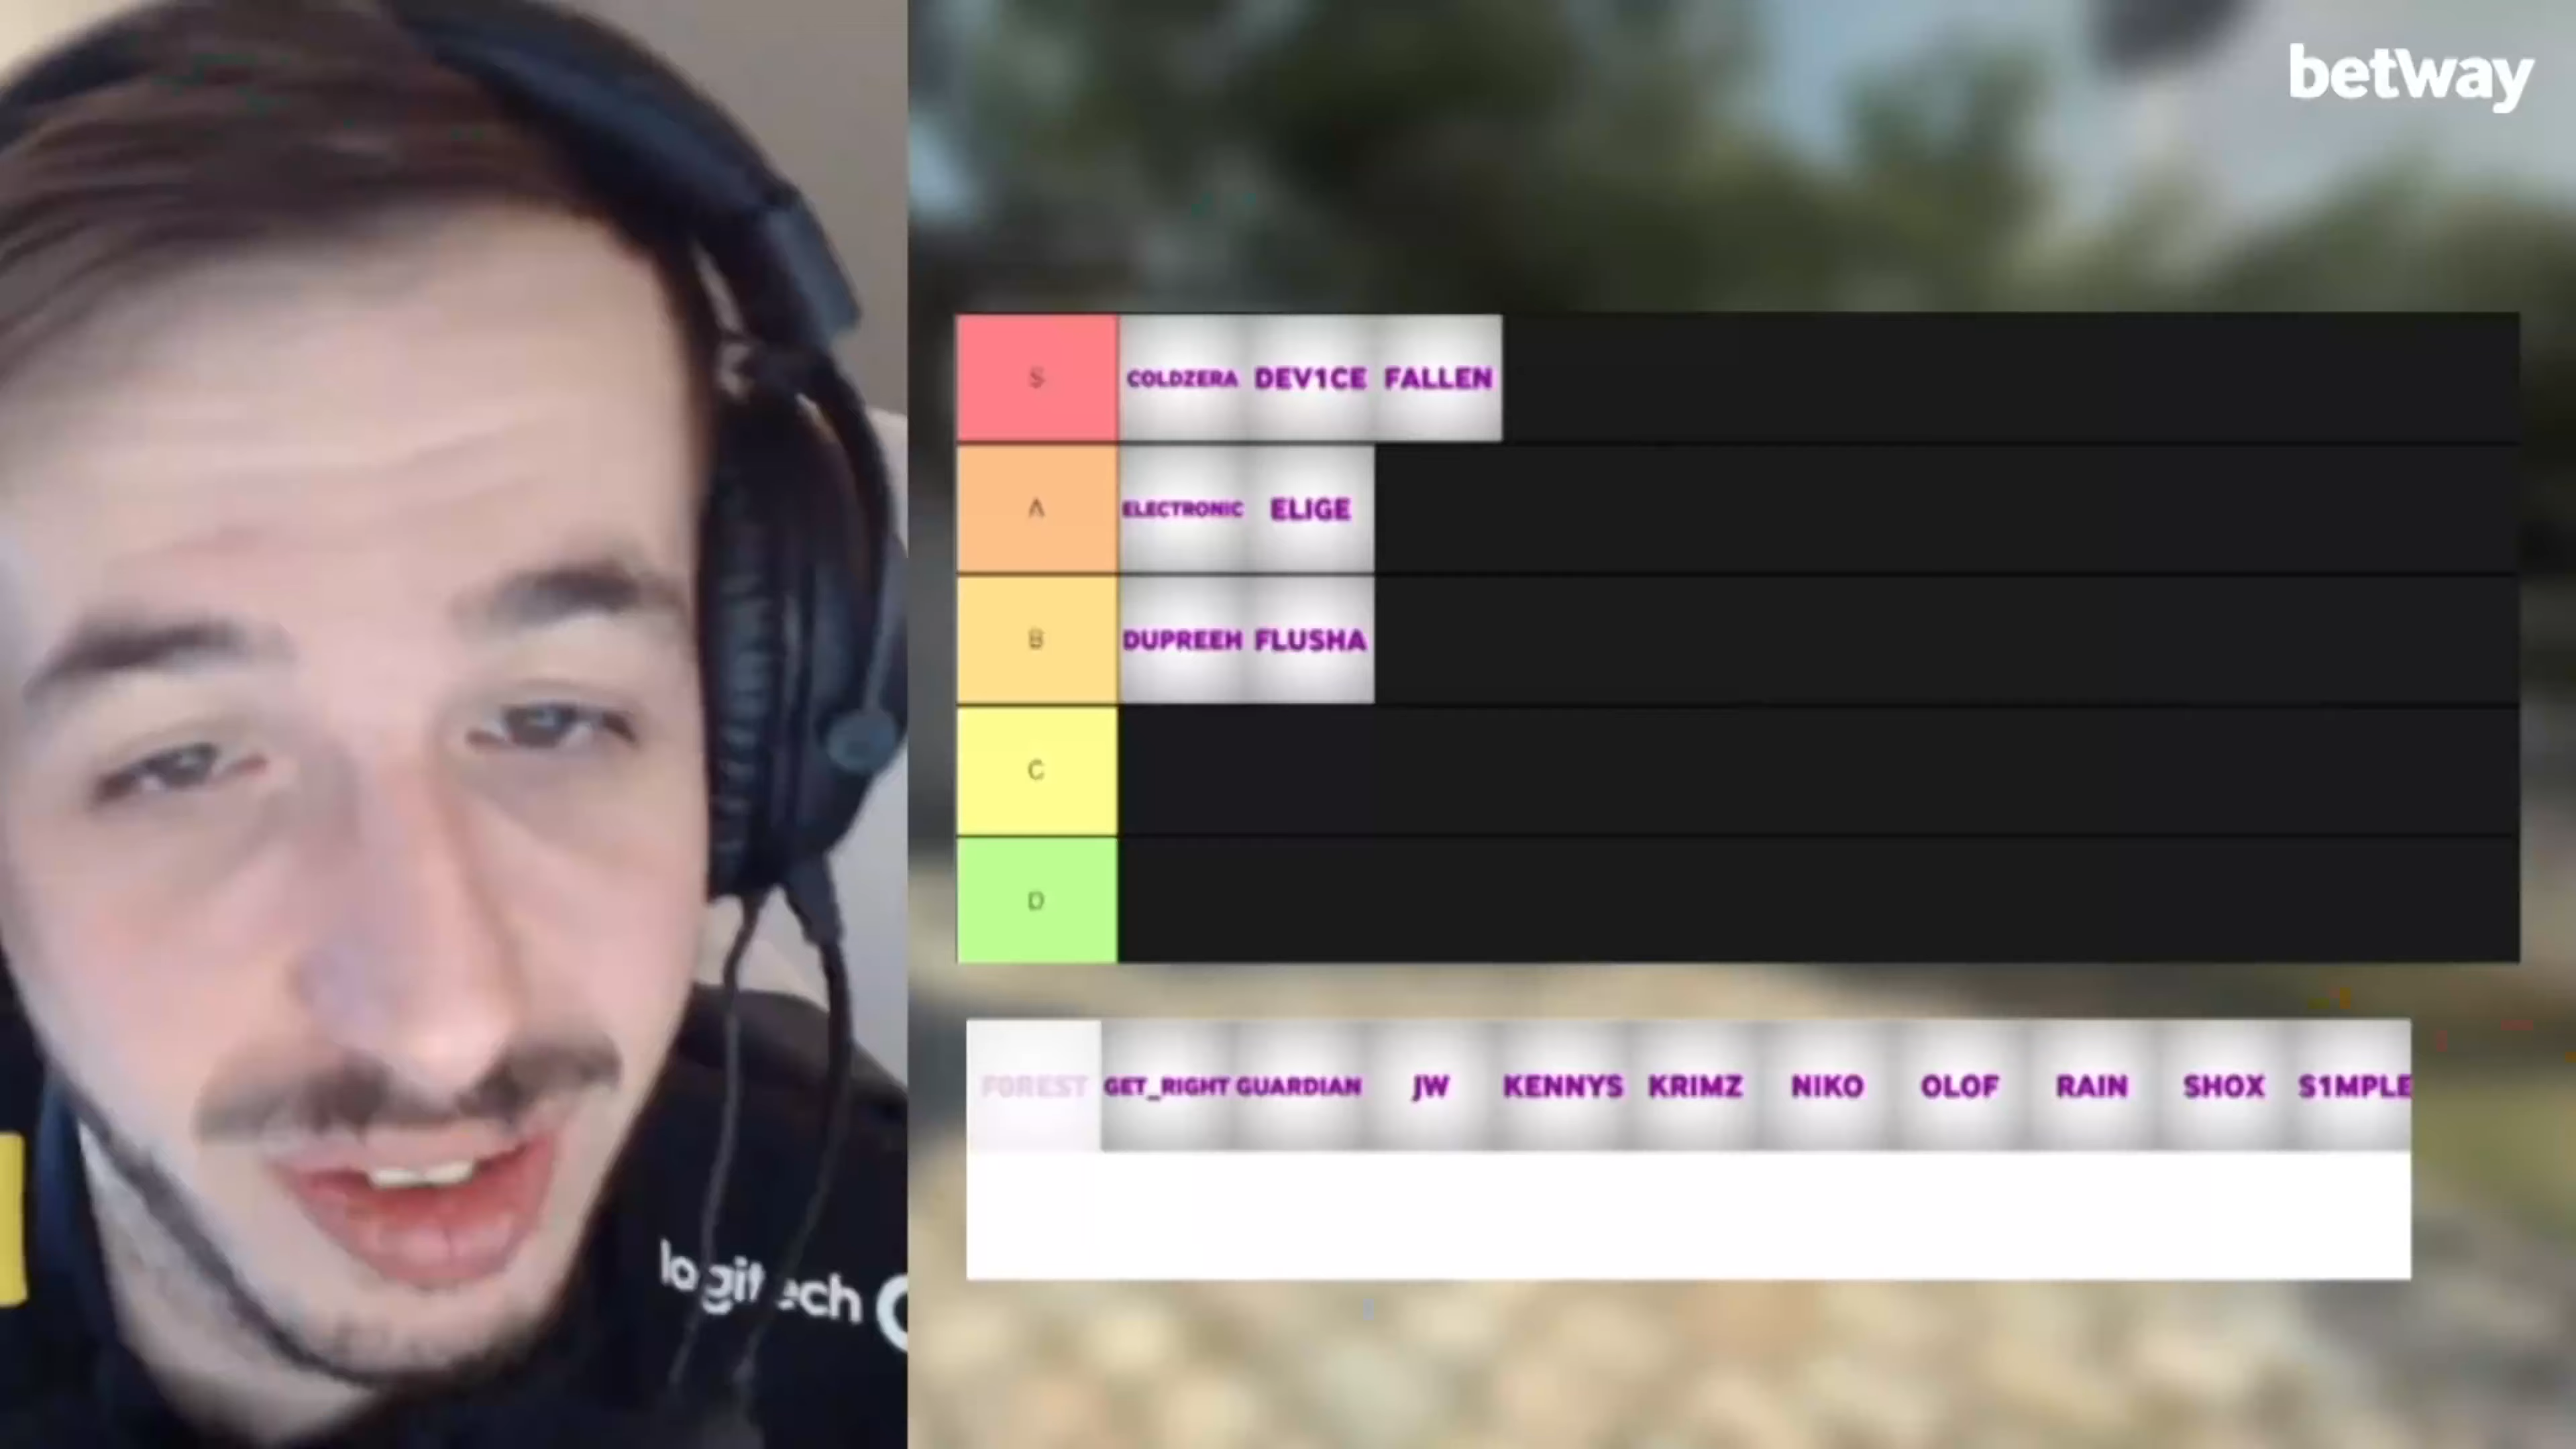 betway
S COLDZERA DEV1CE FALLEN
A ELECTRONIC ELIGE
B DUPREEH FLUSHA
C
D
FOREST GET_RIGHT GUARDIAN JW KENNYS KRIMZ NIKO OLOF RAIN SHOX S1MPLE
logitech